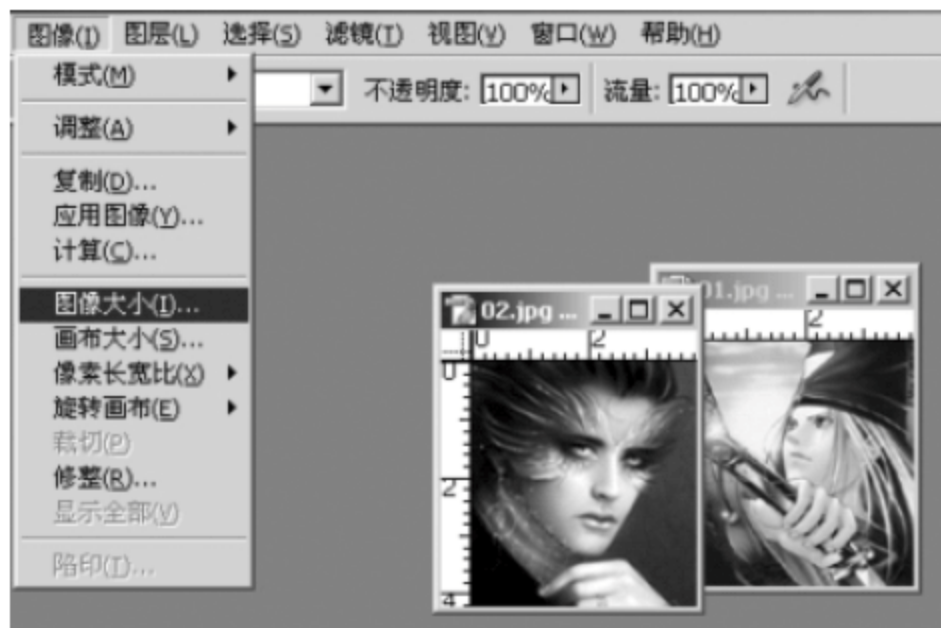 图像(I) 图层(L) 选择(S) 滤镜(T) 视图(V) 窗口(W) 帮助(H)
不透明度: 100% 流量: 100%
模式(M)
调整(A)
复制(D)...
应用图像(Y)...
计算(C)...
图像大小(I)...
画布大小(S)...
像素长宽比(X)
旋转画布(E)
裁切(P)
修整(R)...
显示全部(V)
陷印(T)...
02.jpg ...
0 2
0
2
4
01.jpg ...
2